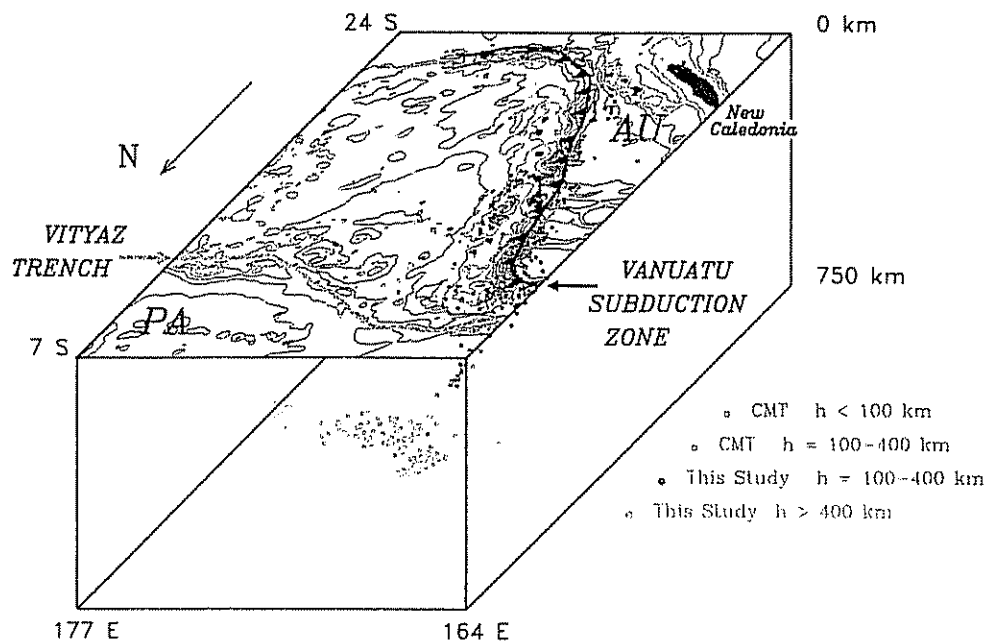 24 S
0 km
N
AU
New
Caledonia
VITYAZ
TRENCH
VANUATU
SUBDUCTION
ZONE
750 km
PA
7 S
CMT h < 100 km
CMT h = 100-400 km
This Study h = 100-400 km
This Study h > 400 km
177 E
164 E